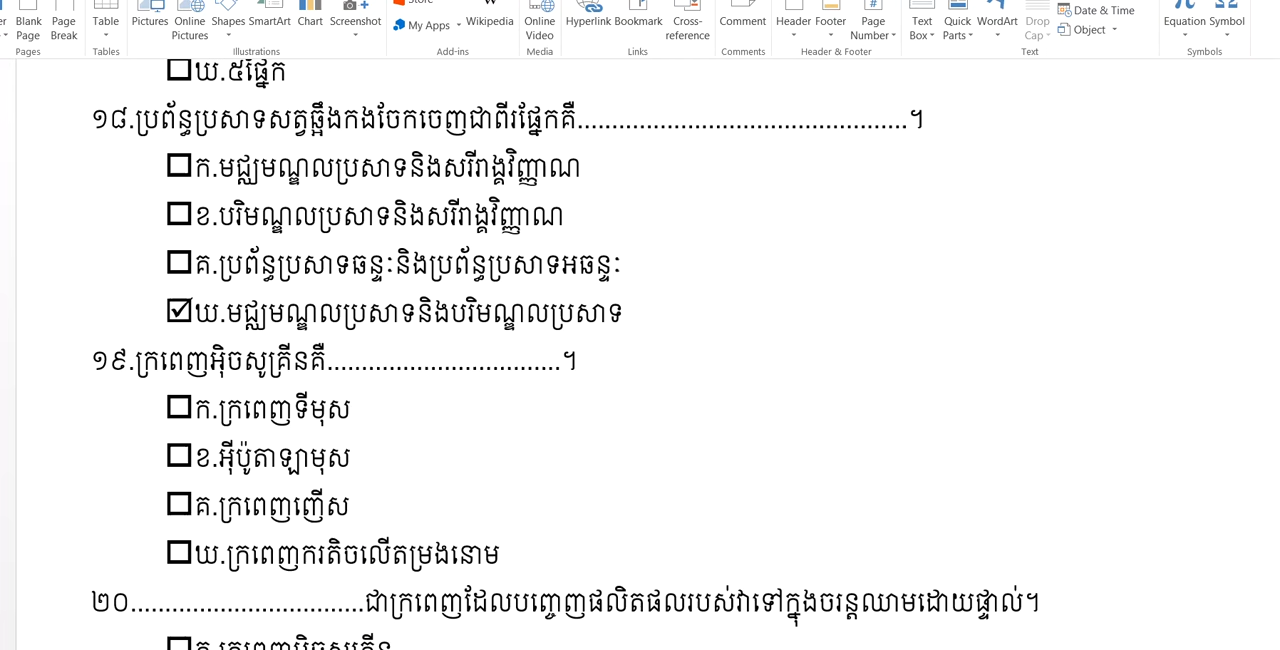 Blank Page
Page Break
Table
Pictures
Online Pictures
Shapes
SmartArt
Chart
Screenshot
Store
My Apps
Wikipedia
Online Video
Hyperlink
Bookmark
Cross-reference
Comment
Header
Footer
Page Number
Text Box
Quick Parts
WordArt
Drop Cap
Date & Time
Object
Equation
Symbol
Pages
Tables
Illustrations
Add-ins
Media
Links
Comments
Header & Footer
Text
Symbols
ឃ.៥ផ្នែក
១៨.ប្រព័ន្ធប្រសាទសត្វឆ្អឹងកងចែកចេញជាពីរផ្នែកគឺ................................................។
ក.មជ្ឈមណ្ឌលប្រសាទនិងសរីរាង្គវិញ្ញាណ
ខ.បរិមណ្ឌលប្រសាទនិងសរីរាង្គវិញ្ញាណ
គ.ប្រព័ន្ធប្រសាទឆន្ទៈនិងប្រព័ន្ធប្រសាទអឆន្ទៈ
ឃ.មជ្ឈមណ្ឌលប្រសាទនិងបរិមណ្ឌលប្រសាទ
១៩.ក្រពេញអ៊ិចសូគ្រីនគឺ..................................។
ក.ក្រពេញទីមុស
ខ.អ៊ីប៉ូតាឡាមុស
គ.ក្រពេញញើស
ឃ.ក្រពេញករតិចលើតម្រងនោម
២០..................................ជាក្រពេញដែលបញ្ចេញផលិតផលរបស់វាទៅក្នុងចរន្តឈាមដោយផ្ទាល់។
ក.ក្រពេញអ៊ិចសូគ្រីន